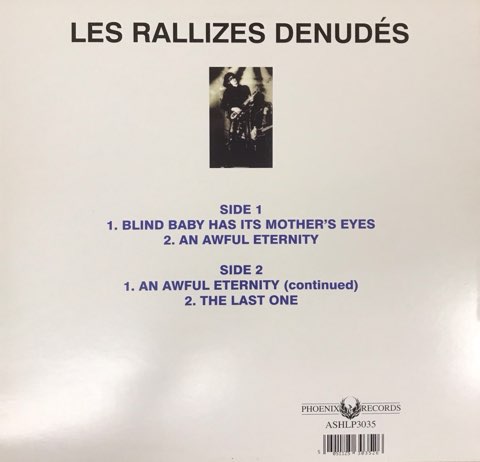 LES RALLIZES DENUDÉS
SIDE 1
1. BLIND BABY HAS ITS MOTHER'S EYES
2. AN AWFUL ETERNITY
SIDE 2
1. AN AWFUL ETERNITY (continued)
2. THE LAST ONE
PHOENIX RECORDS
ASHLP3035